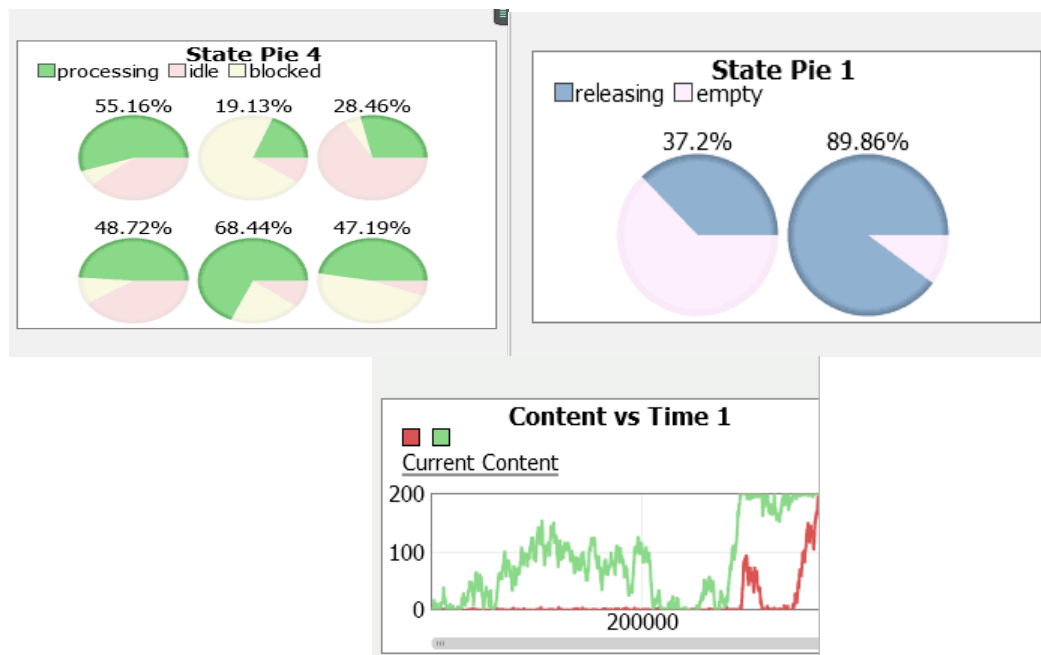 State Pie 4
processing idle blocked
55.16% 19.13% 28.46%
48.72% 68.44% 47.19%
State Pie 1
releasing empty
37.2% 89.86%
Content vs Time 1
Current Content
200
100
0
200000